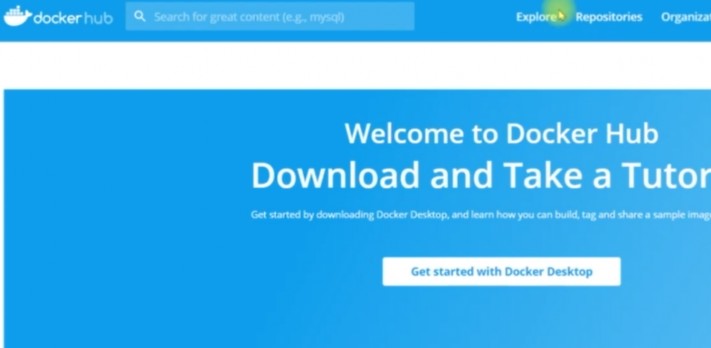 dockerhub
Search for great content (e.g., mysql)
Explore
Repositories
Organizat
Welcome to Docker Hub
Download and Take a Tutor
Get started by downloading Docker Desktop, and learn how you can build, tag and share a sample imag
Get started with Docker Desktop